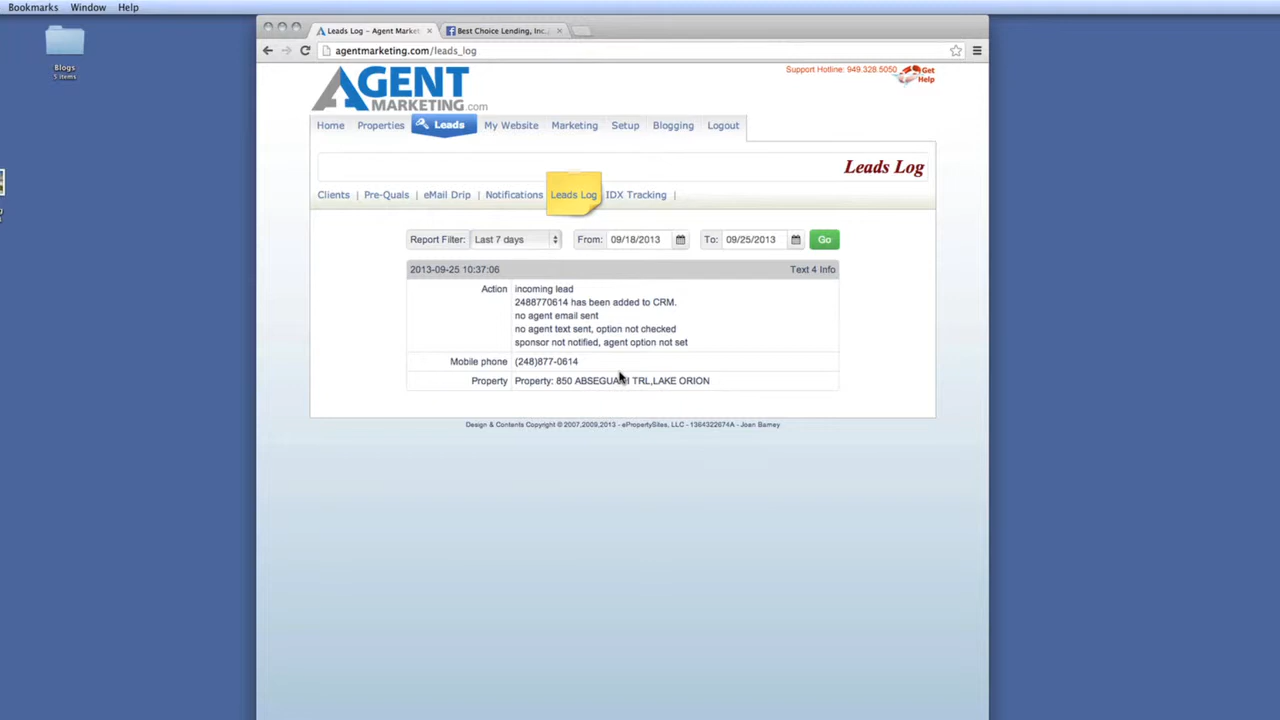 Bookmarks Window Help
Leads Log - Agent Market
Best Choice Lending, Inc.
agentmarketing.com/leads_log
Blogs
5 items
Support Hotline: 949.328.5050
Get Help
AGENT
MARKETING.com
Home Properties Leads My Website Marketing Setup Blogging Logout
Leads Log
Clients | Pre-Quals | eMail Drip | Notifications Leads Log IDX Tracking |
Report Filter: Last 7 days From: 09/18/2013 To: 09/25/2013 Go
2013-09-25 10:37:06 Text 4 Info
Action incoming lead
2488770614 has been added to CRM.
no agent email sent
no agent text sent, option not checked
sponsor not notified, agent option not set
Mobile phone (248)877-0614
Property Property: 850 TRL,LAKE ORION
Design & Contents Copyright © 2007,2009,2013 - ePropertySites, LLC - 1364322674A - Joan Barney